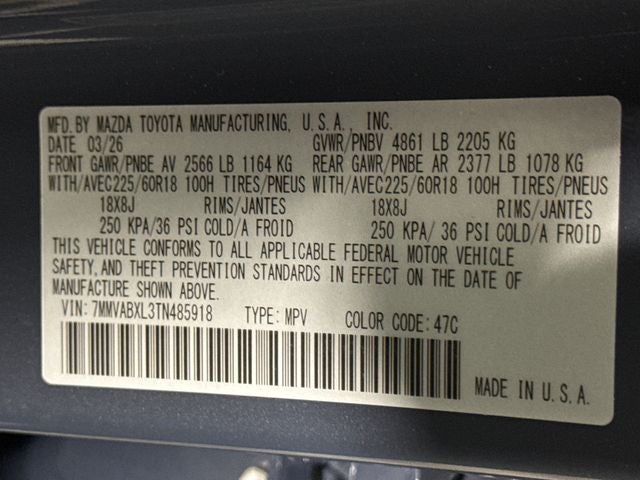 MFD. BY MAZDA TOYOTA MANUFACTURING, U.S.A., INC.
DATE 03/26 GVWR/PNBV 4861 LB 2205 KG
FRONT GAWR/PNBE AV 2566 LB 1164 KG REAR GAWR/PNBE AR 2377 LB 1078 KG
WITH/AVEC225/60R18 100H TIRES/PNEUS WITH/AVEC225/60R18 100H TIRES/PNEUS
18X8J RIMS/JANTES 18X8J RIMS/JANTES
250 KPA/36 PSI COLD/A FROID 250 KPA/ 36 PSI COLD/A FROID
THIS VEHICLE CONFORMS TO ALL APPLICABLE FEDERAL MOTOR VEHICLE
SAFETY, AND THEFT PREVENTION STANDARDS IN EFFECT ON THE DATE OF
MANUFACTURE SHOWN ABOVE.
VIN: 7MMVABXL3TN485918 TYPE: MPV COLOR CODE: 47C
MADE IN U.S.A.